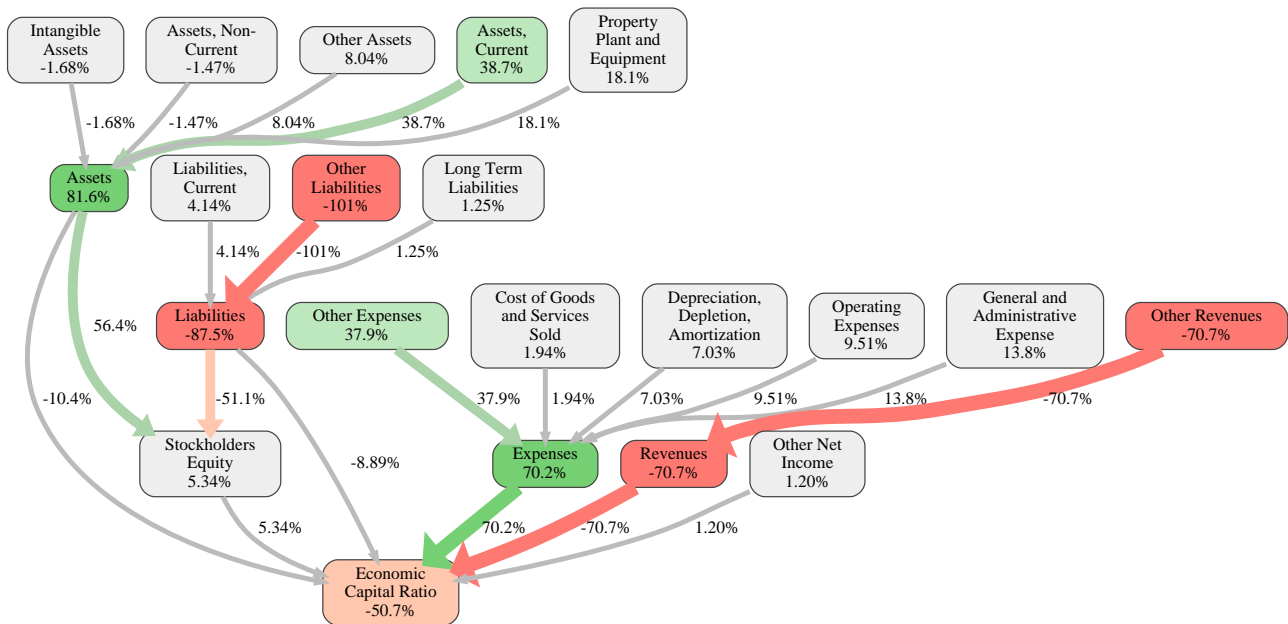 Intangible
Assets
-1.68%
Assets, Non-
Current
-1.47%
Other Assets
8.04%
Assets,
Current
38.7%
Property
Plant and
Equipment
18.1%
-1.68%
-1.47%
8.04%
38.7%
18.1%
Assets
81.6%
Liabilities,
Current
4.14%
Other
Liabilities
-101%
Long Term
Liabilities
1.25%
4.14%
-101%
1.25%
Liabilities
-87.5%
Other Expenses
37.9%
Cost of Goods
and Services
Sold
1.94%
Depreciation,
Depletion,
Amortization
7.03%
Operating
Expenses
9.51%
General and
Administrative
Expense
13.8%
Other Revenues
-70.7%
56.4%
-10.4%
-51.1%
37.9%
1.94%
7.03%
9.51%
13.8%
-70.7%
Stockholders
Equity
5.34%
-8.89%
Expenses
70.2%
Revenues
-70.7%
Other Net
Income
1.20%
5.34%
70.2%
-70.7%
1.20%
Economic
Capital Ratio
-50.7%